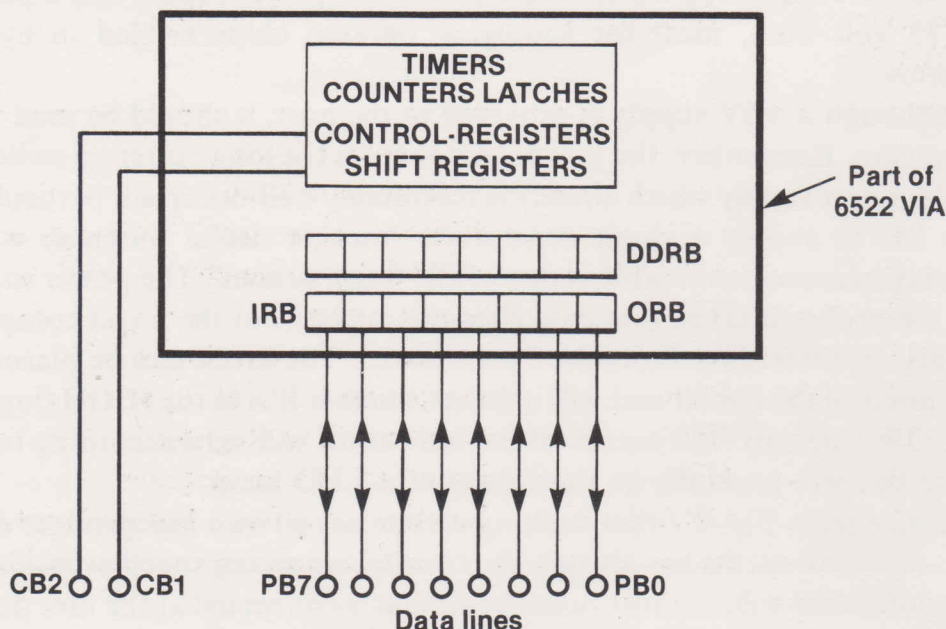 TIMERS
COUNTERS LATCHES
CONTROL-REGISTERS
SHIFT REGISTERS
Part of
6522 VIA
DDRB
IRB
ORB
CB2
CB1
PB7
PB0
Data lines